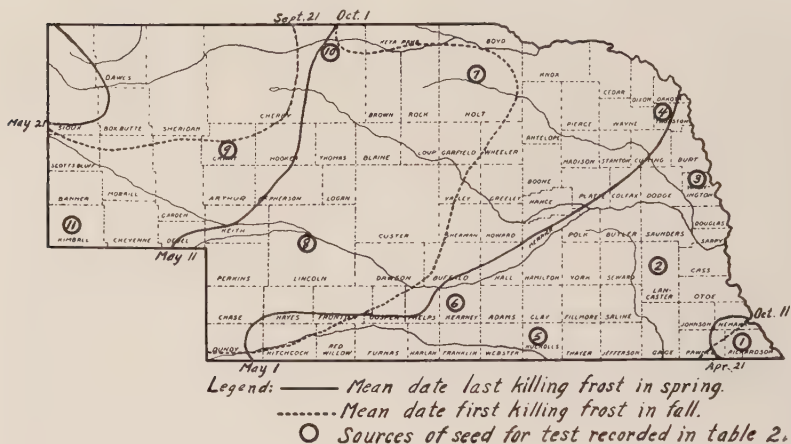 Sept. 21 Oct. 1
KEYA PAHA BOYD
DAWES
10
KNOX
7
CEDAR
DIXON DAKOTA
4
THURSTON
May 21
SIOUX BOX BUTTE SHERIDAN CHERRY BROWN ROCK HOLT PIERCE WAYNE
ANTELOPE
9
SCOTTS BLUFF GRANT HOOKER THOMAS BLAINE LOUP GARFIELD WHEELER MADISON STANTON CUMING BURT
3
BOONE
BANNER MORRILL ARTHUR PHERSON LOGAN VALLEY GREELEY NANCE PLATTE COLFAX DODGE INGTON
GARDEN
11
DOUGLAS
KEITH CUSTER SHERMAN HOWARD MERRICK POLK BUTLER SAUNDERS SARPY
KIMBALL CHEYENNE DEUEL
8
May 11
2
CASS
PERKINS LINCOLN DAWSON BUFFALO HALL HAMILTON YORK SEWARD LAN-
CASTER OTOE
6
CHASE HAYES FRONTIER GOSPER PHELPS KEARNEY ADAMS CLAY FILLMORE SALINE
Oct. 11
JOHNSON NEMAHA
5
NUCKOLLS
1
DUNDY HITCHCOCK RED
WILLOW FURNAS HARLAN FRANKLIN WEBSTER THAYER JEFFERSON GAGE PAWNEE RICHARDSON
May 1
Apr. 21
Legend: Mean date last killing frost in spring.
Mean date first killing frost in fall.
Sources of seed for test recorded in table 2.